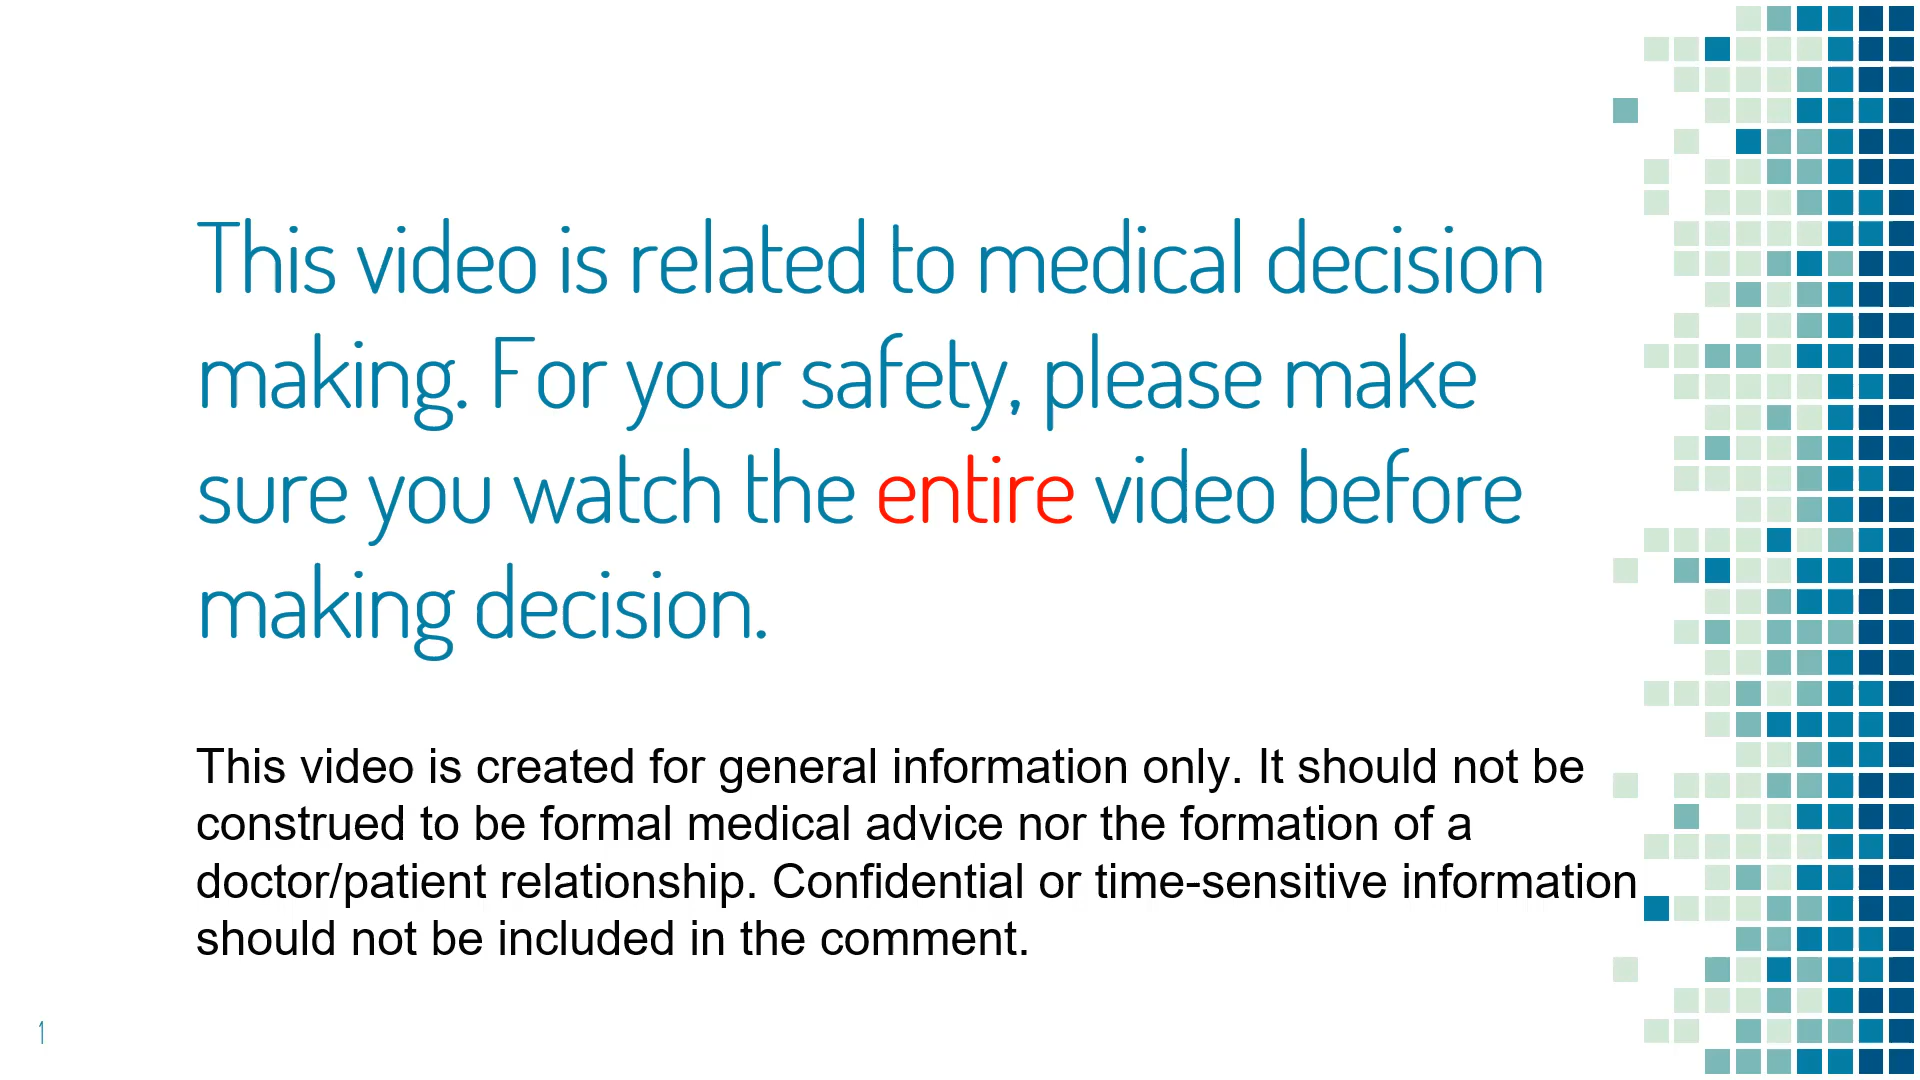 This video is related to medical decision
making. For your safety, please make
sure you watch the entire video before
making decision.
This video is created for general information only. It should not be
construed to be formal medical advice nor the formation of a
doctor/patient relationship. Confidential or time-sensitive information
should not be included in the comment.
1